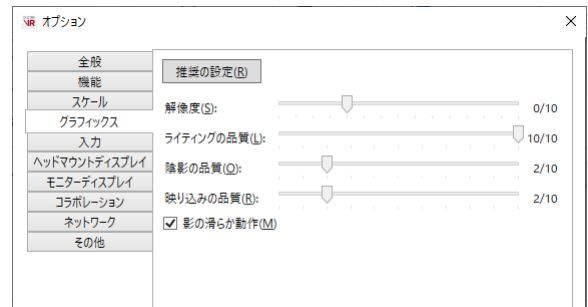 VR オプション
全般
機能
スケール
グラフィックス
入力
ヘッドマウントディスプレイ
モニターディスプレイ
コラボレーション
ネットワーク
その他
推奨の設定(R)
解像度(S): 0/10
ライティングの品質(L): 10/10
陰影の品質(O): 2/10
映り込みの品質(R): 2/10
影の滑らか動作(M)